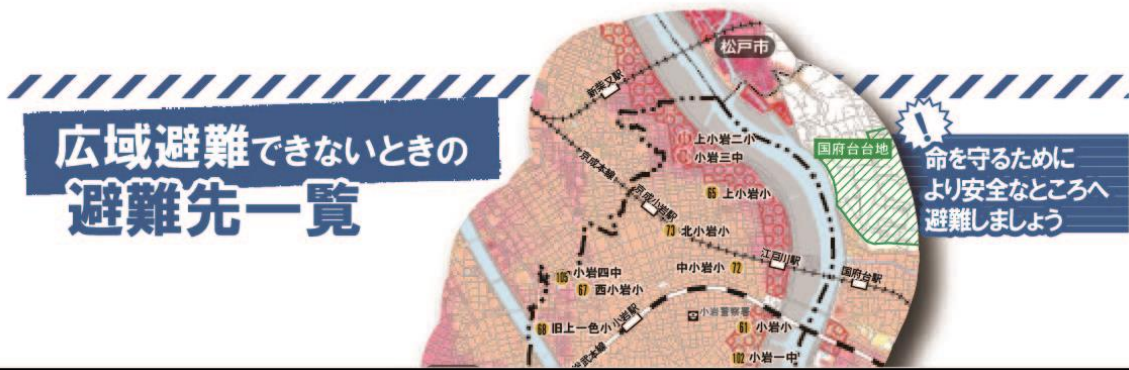 広域避難できないときの
避難先一覧
命を守るために
より安全なところへ
避難しましょう
松戸市
新柴又駅
国府台台地
上小岩二小
小岩三中
京成本線
京成小岩駅
65 上小岩小
73 北小岩小
江戸川駅
国府台駅
中小岩小 72
105 小岩四中
67 西小岩小
小岩駅
小岩警察署
68 旧上一色小
61 小岩小
総武本線
102 小岩一中